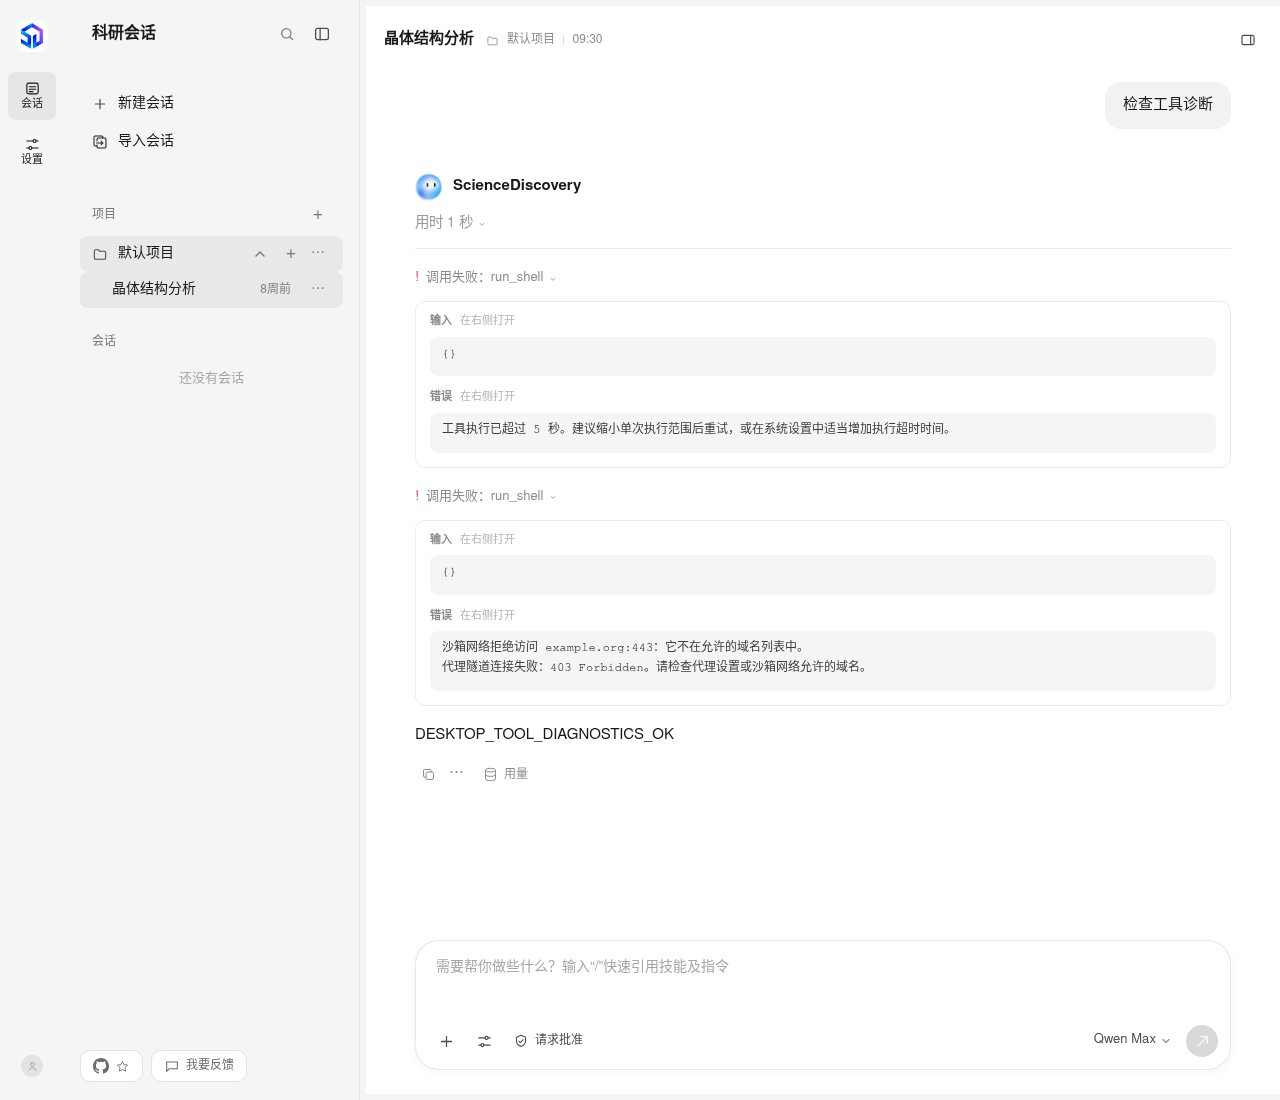 科研会话
会话
设置
新建会话
导入会话
项目
默认项目
晶体结构分析
8周前
会话
还没有会话
我要反馈
晶体结构分析
默认项目
09:30
检查工具诊断
ScienceDiscovery
用时 1 秒
! 调用失败：run_shell
输入 在右侧打开
{}
错误 在右侧打开
工具执行已超过 5 秒。建议缩小单次执行范围后重试，或在系统设置中适当增加执行超时时间。
! 调用失败：run_shell
输入 在右侧打开
{}
错误 在右侧打开
沙箱网络拒绝访问 example.org:443：它不在允许的域名列表中。
代理隧道连接失败：403 Forbidden。请检查代理设置或沙箱网络允许的域名。
DESKTOP_TOOL_DIAGNOSTICS_OK
用量
需要帮你做些什么？输入“/”快速引用技能及指令
请求批准
Qwen Max